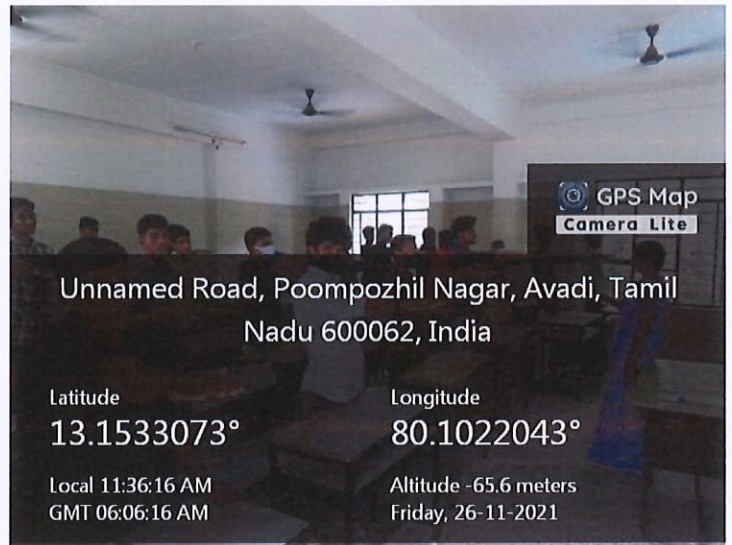 GPS Map
Camera Lite
Unnamed Road, Poompozhil Nagar, Avadi, Tamil
Nadu 600062, India
Latitude
13.1533073°
Longitude
80.1022043°
Local 11:36:16 AM
GMT 06:06:16 AM
Altitude -65.6 meters
Friday, 26-11-2021